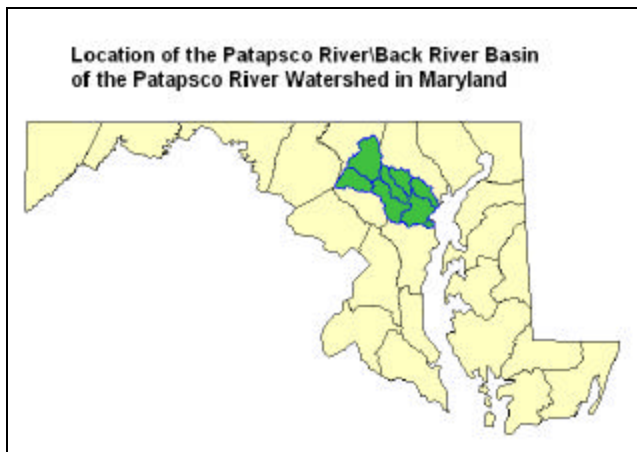 Location of the Patapsco River\Back River Basin
of the Patapsco River Watershed in Maryland